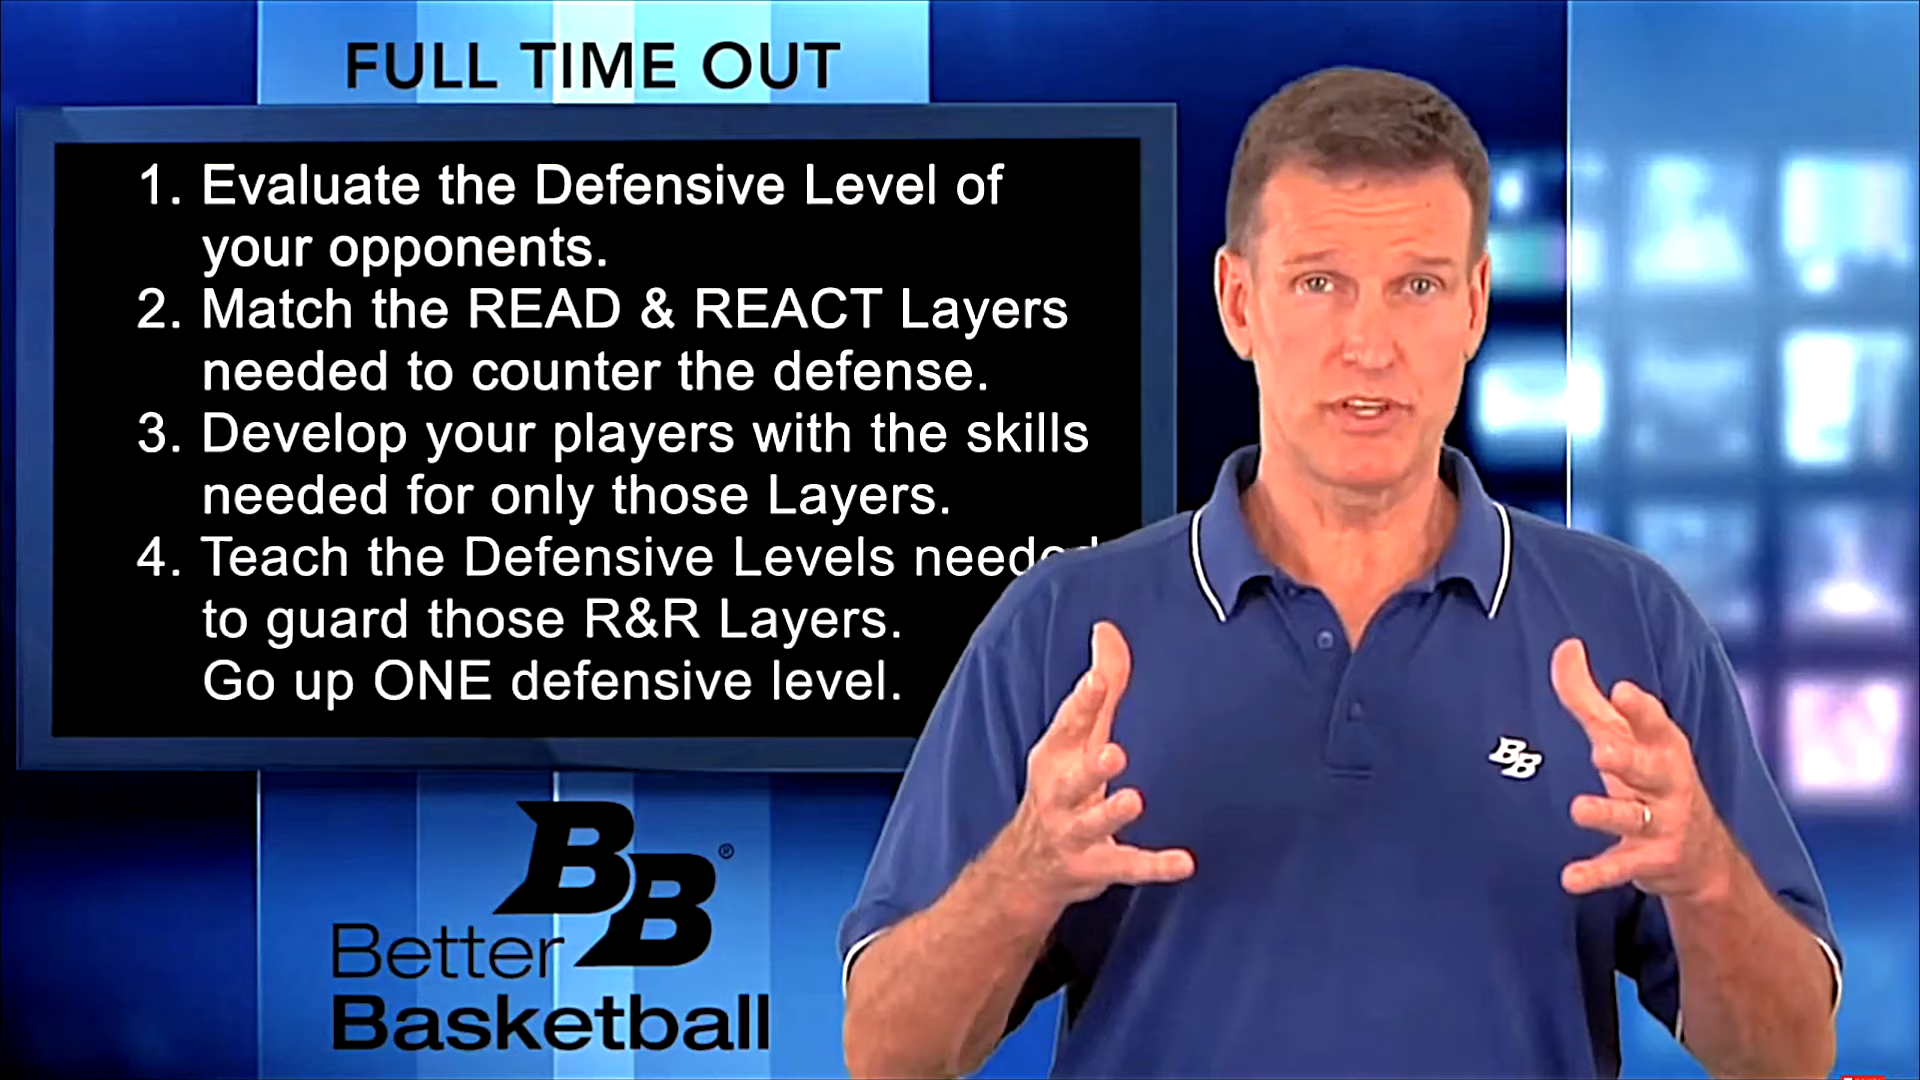 FULL TIME OUT
1. Evaluate the Defensive Level of
your opponents.
2. Match the READ & REACT Layers
needed to counter the defense.
3. Develop your players with the skills
needed for only those Layers.
4. Teach the Defensive Levels needed
to guard those R&R Layers.
Go up ONE defensive level.
BB®
Better
Basketball
BB